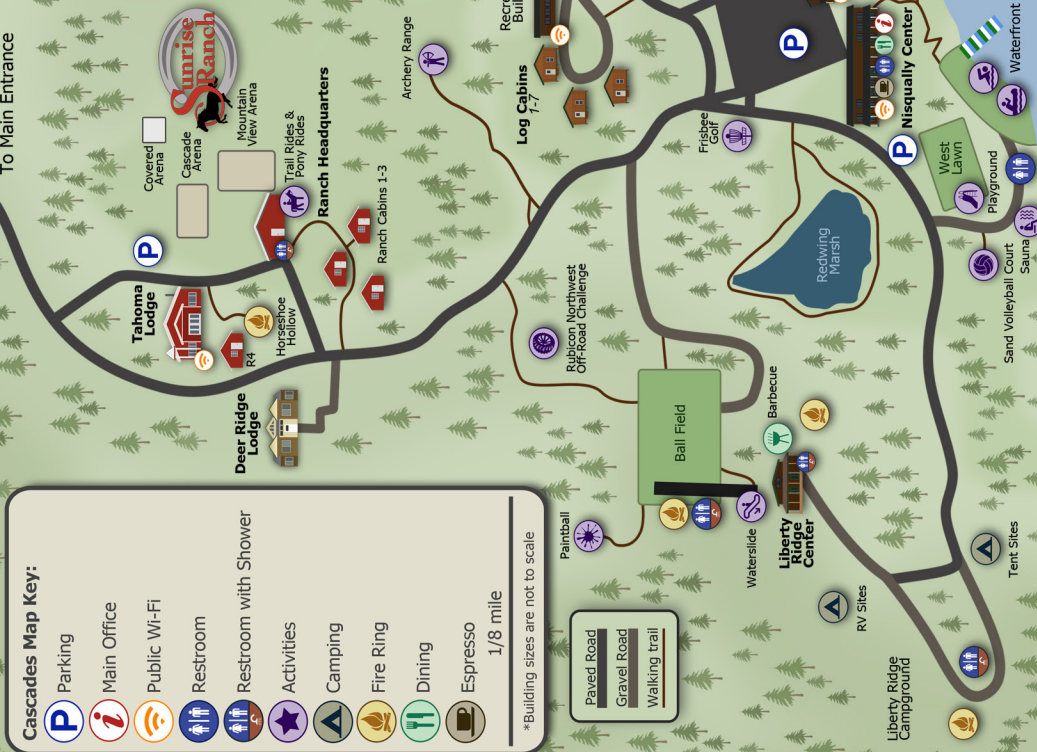 To Main Entrance
Sunrise
Ranch
Covered
Arena
Cascade
Arena
Mountain
View Arena
Trail Rides &
Pony Rides
Ranch Headquarters
Ranch Cabins 1-3
Tahoma
Lodge
R4
Horseshoe
Hollow
Deer Ridge
Lodge
Archery Range
Log Cabins
1-7
Frisbee
Golf
Nisqually Center
Waterfront
West
Lawn
Playground
Sauna
Sand Volleyball Court
Redwing
Marsh
Rubicon Northwest
Off-Road Challenge
Ball Field
Barbecue
Paintball
Waterslide
Liberty
Ridge
Center
RV Sites
Tent Sites
Liberty Ridge
Campground
Cascades Map Key:
P Parking
i Main Office
Public Wi-Fi
Restroom
Restroom with Shower
Activities
Camping
Fire Ring
Dining
Espresso
1/8 mile
*Building sizes are not to scale
Paved Road
Gravel Road
Walking trail
P
P
P
i